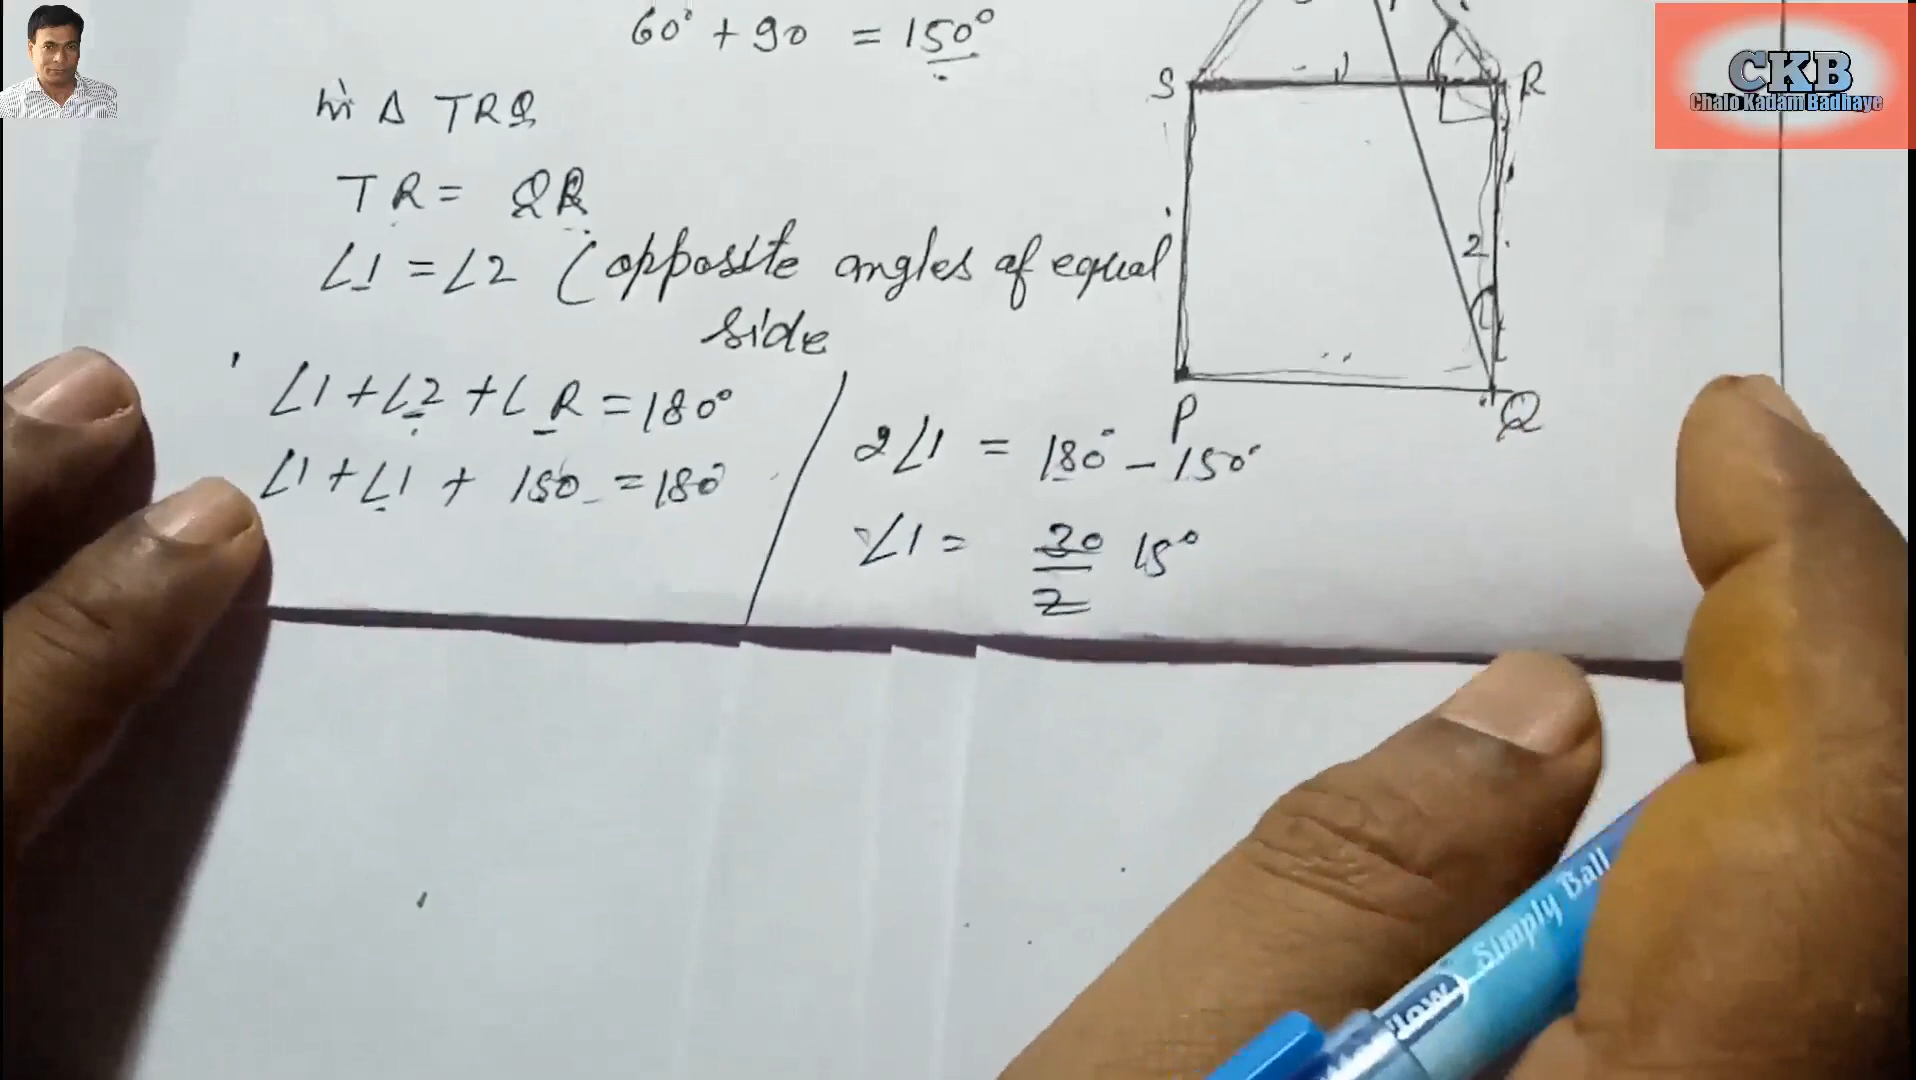 60° + 90 = 150°
in Δ TRQ
TR = QR
∠1 = ∠2 (opposite angles of equal
side
∠1 + ∠2 + ∠R = 180°
∠1 + ∠1 + 150 = 180°
2∠1 = 180° - 150°
∠1 = 30/2 15°
S
R
2
P
Q
CKB
Chalo Kadam Badhaye
Simply Ball